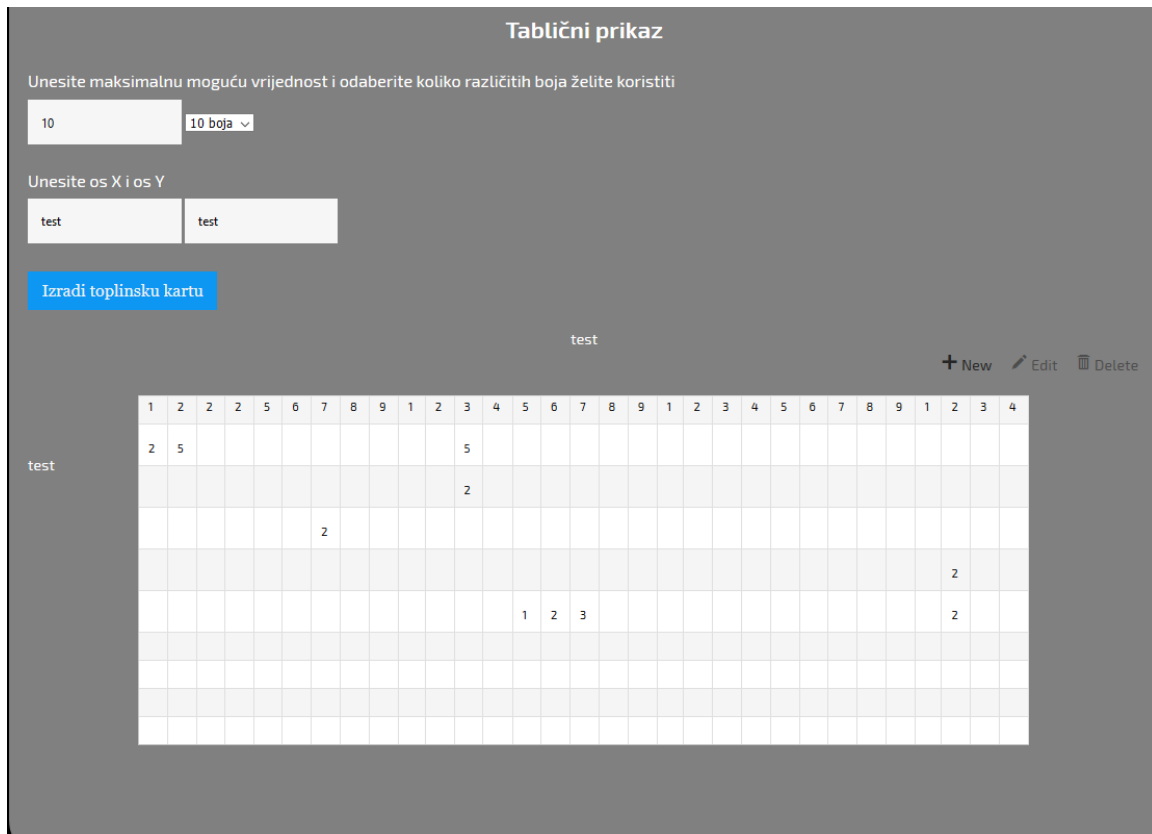 Tablični prikaz
Unesite maksimalnu moguću vrijednost i odaberite koliko različitih boja želite koristiti
10 10 boja
Unesite os X i os Y
test test
Izradi toplinsku kartu
test
New Edit Delete
1 2 2 2 5 6 7 8 9 1 2 3 4 5 6 7 8 9 1 2 3 4 5 6 7 8 9 1 2 3 4
2 5 5
test
2
2
2
1 2 3 2